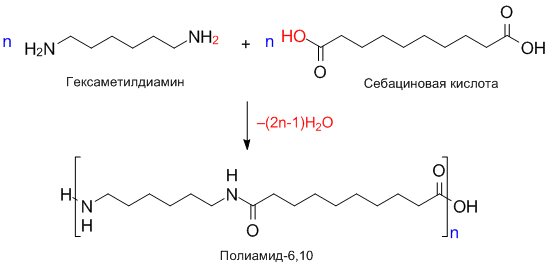 n H2N NH2 + n HO O O OH
Гексаметилдиамин Себациновая кислота
–(2n-1)H2O
H N H H N O O OH n
Полиамид-6,10